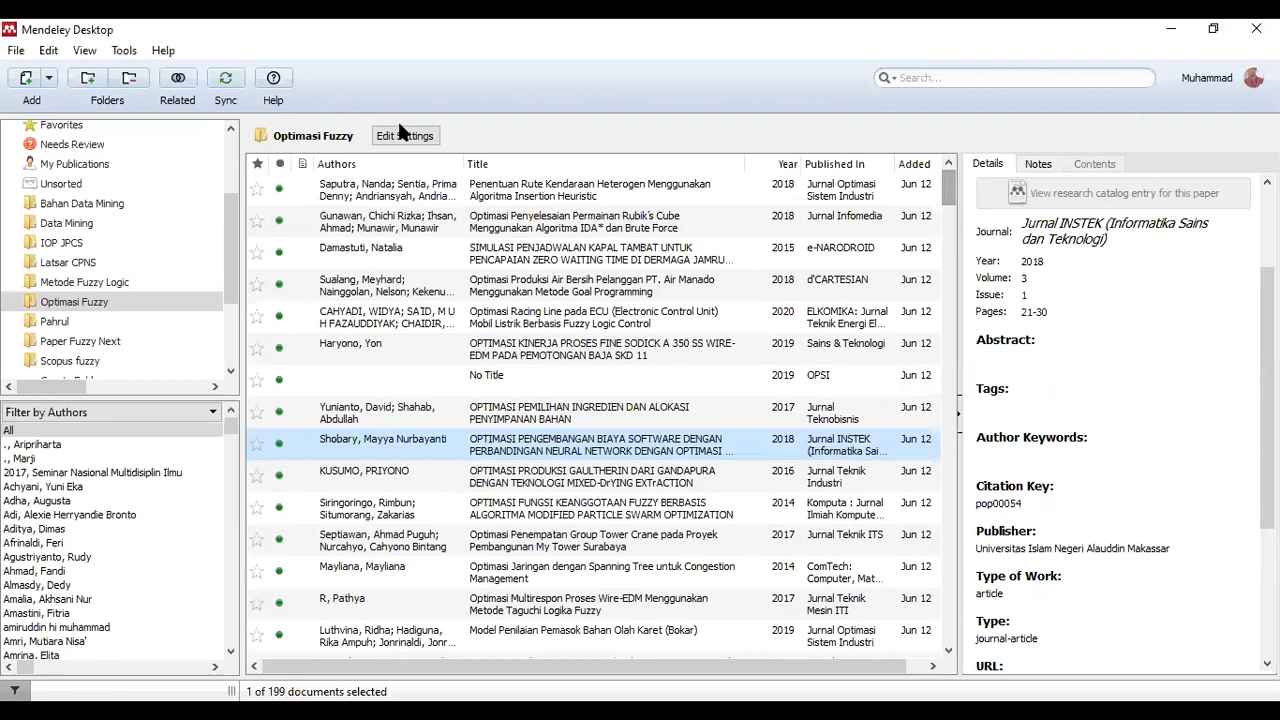 Mendeley Desktop
File Edit View Tools Help
Search...
Muhammad
Add Folders Related Sync Help
Favorites
Needs Review
My Publications
Unsorted
Bahan Data Mining
Data Mining
IOP JPCS
Latsar CPNS
Metode Fuzzy Logic
Optimasi Fuzzy
Pahrul
Paper Fuzzy Next
Scopus fuzzy
Filter by Authors
All
., Aripriharta
., Marji
2017, Seminar Nasional Multidisiplin Ilmu
Achyani, Yuni Eka
Adha, Augusta
Adi, Alexie Herryandie Bronto
Aditya, Dimas
Afrinaldi, Feri
Agustriyanto, Rudy
Ahmad, Fandi
Almasdy, Dedy
Amalia, Akhsani Nur
Amastini, Fitria
amiruddin hi muhammad
Amri, Mutiara Nisa'
Amrina, Elita
Optimasi Fuzzy
Edit Settings
Authors Title Year Published In Added
Saputra, Nanda; Sentia, Prima Penentuan Rute Kendaraan Heterogen Menggunakan 2018 Jurnal Optimasi Jun 12
Denny; Andriansyah, Andria... Algoritma Insertion Heuristic Sistem Industri
Gunawan, Chichi Rizka; Ihsan, Optimasi Penyelesaian Permainan Rubik's Cube 2018 Jurnal Infomedia Jun 12
Ahmad; Munawir, Munawir Menggunakan Algoritma IDA* dan Brute Force
Damastuti, Natalia SIMULASI PENJADWALAN KAPAL TAMBAT UNTUK 2015 e-NARODROID Jun 12
PENCAPAIAN ZERO WAITING TIME DI DERMAGA JAMRU...
Sualang, Meyhard; Optimasi Produksi Air Bersih Pelanggan PT. Air Manado 2018 d'CARTESIAN Jun 12
Nainggolan, Nelson; Kekenu... Menggunakan Metode Goal Programming
CAHYADI, WIDYA; SA'ID, M U Optimasi Racing Line pada ECU (Electronic Control Unit) 2020 ELKOMIKA: Jurnal Jun 12
H FAZAUDDIYAK; CHAIDIR,... Mobil Listrik Berbasis Fuzzy Logic Control Teknik Energi El...
Haryono, Yon OPTIMASI KINERJA PROSES FINE SODICK A 350 SS WIRE- 2019 Sains & Teknologi Jun 12
EDM PADA PEMOTONGAN BAJA SKD 11
No Title 2019 OPSI Jun 12
Yunianto, David; Shahab, OPTIMASI PEMILIHAN INGREDIEN DAN ALOKASI 2017 Jurnal Jun 12
Abdullah PENYIMPANAN BAHAN Teknobisnis
Shobary, Mayya Nurbayanti OPTIMASI PENGEMBANGAN BIAYA SOFTWARE DENGAN 2018 Jurnal INSTEK Jun 12
PERBANDINGAN NEURAL NETWORK DENGAN OPTIMASI ... (Informatika Sai...
KUSUMO, PRIYONO OPTIMASI PRODUKSI GAULTHERIN DARI GANDAPURA 2016 Jurnal Teknik Jun 12
DENGAN TEKNOLOGI MIXED-DrYING EXTrACTION Industri
Siringoringo, Rimbun; OPTIMASI FUNGSI KEANGGOTAAN FUZZY BERBASIS 2014 Komputa : Jurnal Jun 12
Situmorang, Zakarias ALGORITMA MODIFIED PARTICLE SWARM OPTIMIZATION Ilmiah Komputer...
Septiawan, Ahmad Puguh; Optimasi Penempatan Group Tower Crane pada Proyek 2017 Jurnal Teknik ITS Jun 12
Nurcahyo, Cahyono Bintang Pembangunan My Tower Surabaya
Mayliana, Mayliana Optimasi Jaringan dengan Spanning Tree untuk Congestion 2014 ComTech: Jun 12
Management Computer, Mat...
R, Pathya Optimasi Multirespon Proses Wire-EDM Menggunakan 2017 Jurnal Teknik Jun 12
Metode Taguchi Logika Fuzzy Mesin ITI
Luthvina, Ridha; Hadiguna, Model Penilaian Pemasok Bahan Olah Karet (Bokar) 2019 Jurnal Optimasi Jun 12
Rika Ampuh; Jonrinaldi, Jonr... Sistem Industri
1 of 199 documents selected
Details Notes Contents
View research catalog entry for this paper
Journal: Jurnal INSTEK (Informatika Sains
dan Teknologi)
Year: 2018
Volume: 3
Issue: 1
Pages: 21-30
Abstract:
Tags:
Author Keywords:
Citation Key:
pop00054
Publisher:
Universitas Islam Negeri Alauddin Makassar
Type of Work:
article
Type:
journal-article
URL: